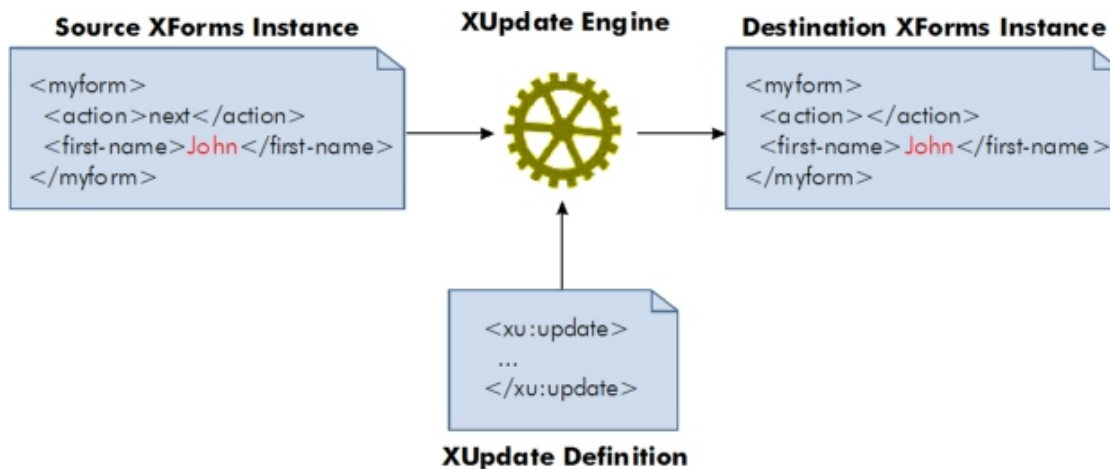 Source XForms Instance
<myform>
<action>next</action>
<first-name>John</first-name>
</myform>
XUpdate Engine
Destination XForms Instance
<myform>
<action></action>
<first-name>John</first-name>
</myform>
<xu:update>
...
</xu:update>
XUpdate Definition